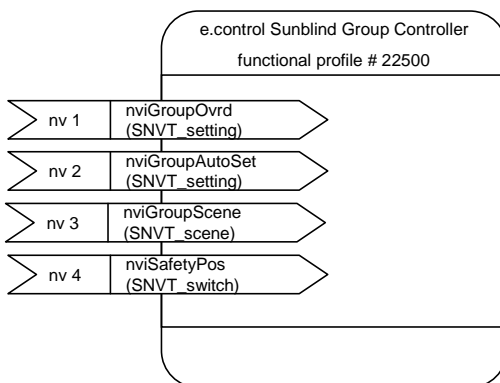 e.control Sunblind Group Controller
functional profile # 22500
nv 1
nviGroupOvrd
(SNVT_setting)
nv 2
nviGroupAutoSet
(SNVT_setting)
nv 3
nviGroupScene
(SNVT_scene)
nv 4
nviSafetyPos
(SNVT_switch)